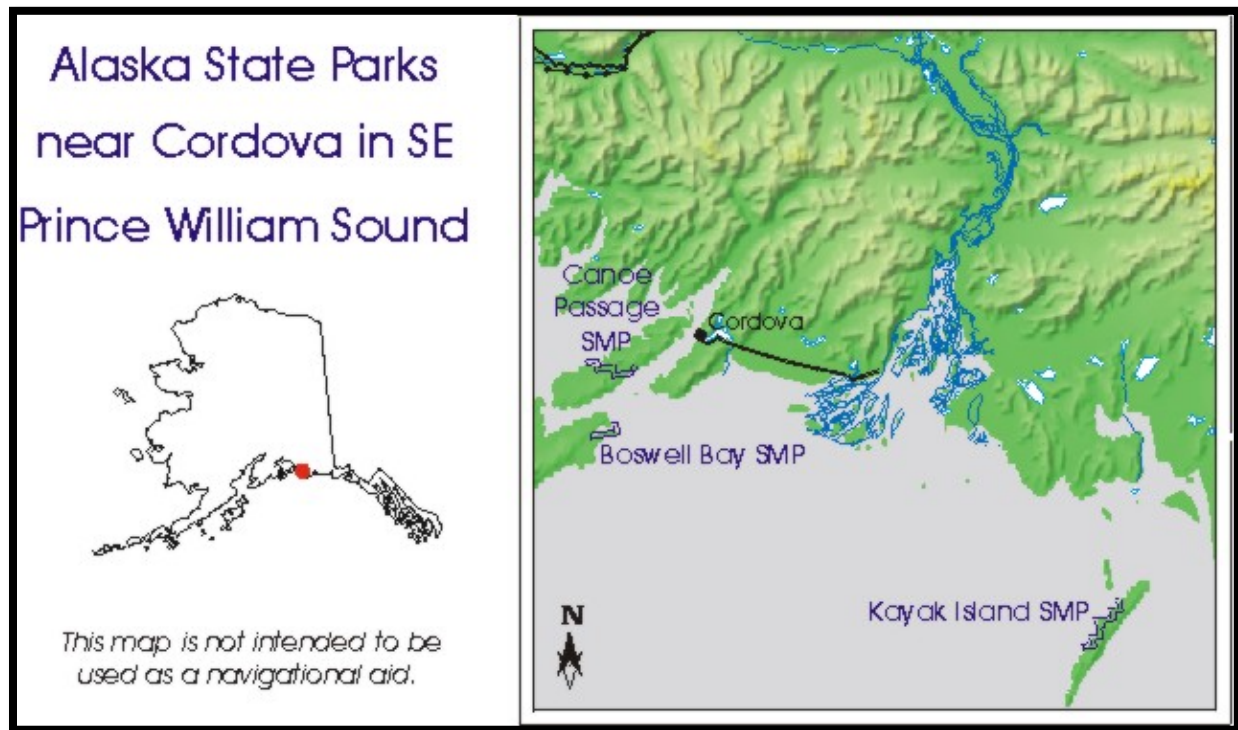 Alaska State Parks
near Cordova in SE
Prince William Sound
This map is not intended to be
used as a navigational aid.
Canoe
Passage
SMP
Cordova
Boswell Bay SMP
Kayak Island SMP
N